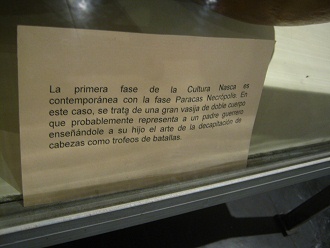 La primera fase de la Cultura Nasca es
contemporánea con la fase Paracas Necrópolis. En
este caso, se trata de una gran vasija de doble cuerpo
que probablemente representa a un padre guerrero
enseñándole a su hijo el arte de la decapitación de
cabezas como trofeos de batallas.